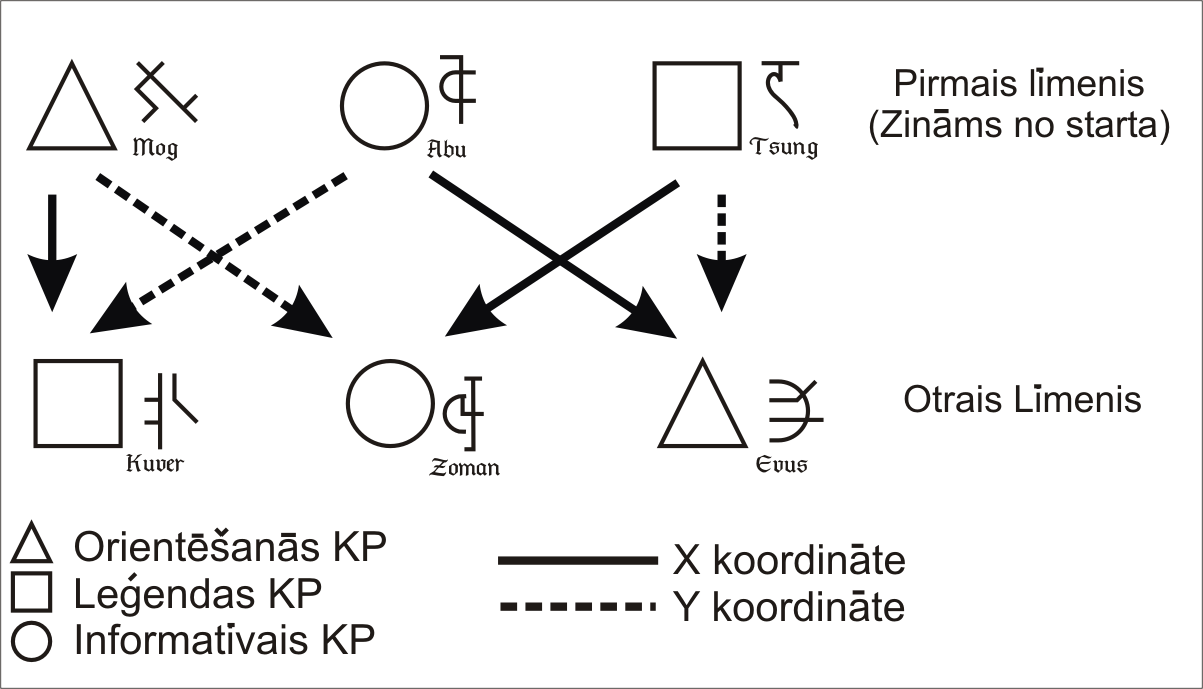 Mog
Abu
Tsung
Pirmais līmenis
(Zināms no starta)
Kuver
Zoman
Evus
Otrais Līmenis
Orientēšanās KP
Leģendas KP
Informatīvais KP
X koordināte
Y koordināte